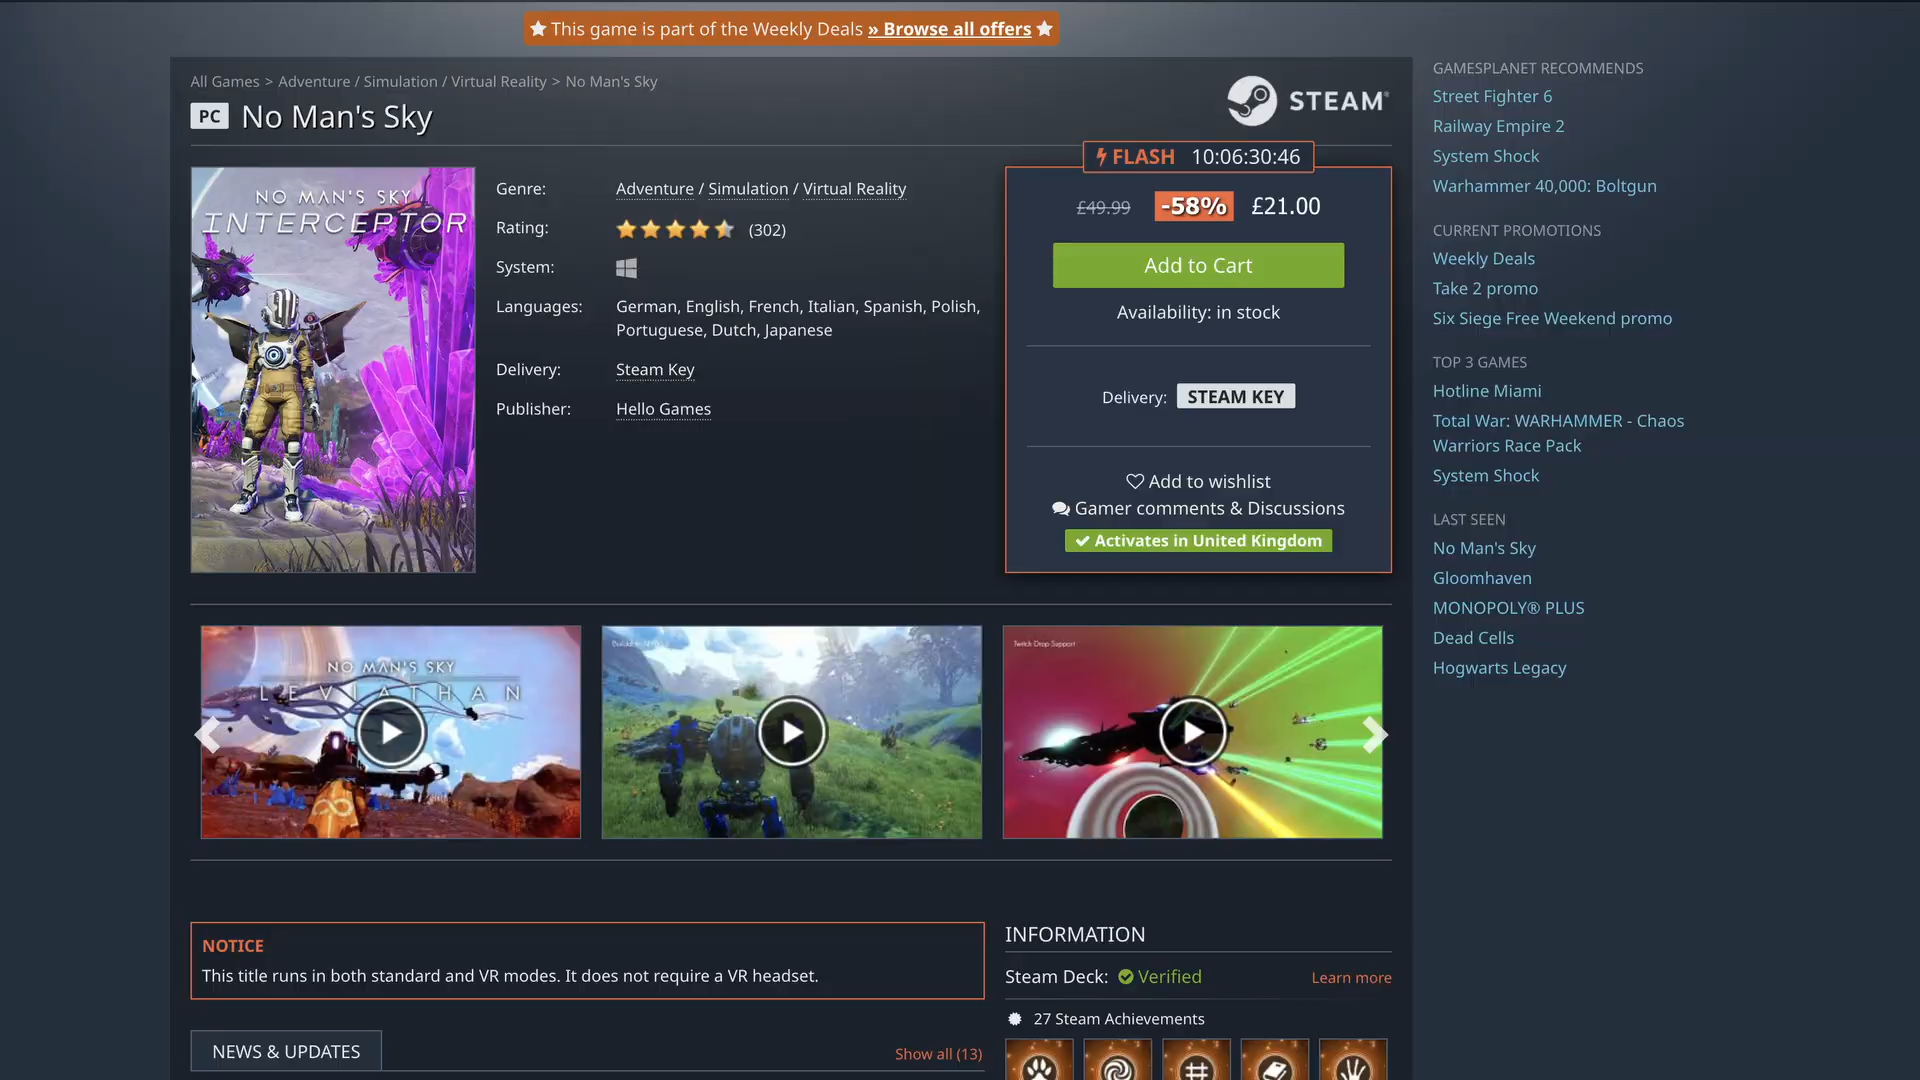 This game is part of the Weekly Deals » Browse all offers
All Games > Adventure / Simulation / Virtual Reality > No Man's Sky
PC No Man's Sky
STEAM®
NO MAN'S SKY
INTERCEPTOR
Genre: Adventure / Simulation / Virtual Reality
Rating: (302)
System:
Languages: German, English, French, Italian, Spanish, Polish,
Portuguese, Dutch, Japanese
Delivery: Steam Key
Publisher: Hello Games
FLASH 10:06:30:46
£49.99 -58% £21.00
Add to Cart
Availability: in stock
Delivery: STEAM KEY
Add to wishlist
Gamer comments & Discussions
Activates in United Kingdom
NO MAN'S SKY
LEVIATHAN
Twitch Drop Support
NOTICE
This title runs in both standard and VR modes. It does not require a VR headset.
NEWS & UPDATES
Show all (13)
INFORMATION
Steam Deck: Verified Learn more
27 Steam Achievements
GAMESPLANET RECOMMENDS
Street Fighter 6
Railway Empire 2
System Shock
Warhammer 40,000: Boltgun
CURRENT PROMOTIONS
Weekly Deals
Take 2 promo
Six Siege Free Weekend promo
TOP 3 GAMES
Hotline Miami
Total War: WARHAMMER - Chaos
Warriors Race Pack
System Shock
LAST SEEN
No Man's Sky
Gloomhaven
MONOPOLY® PLUS
Dead Cells
Hogwarts Legacy